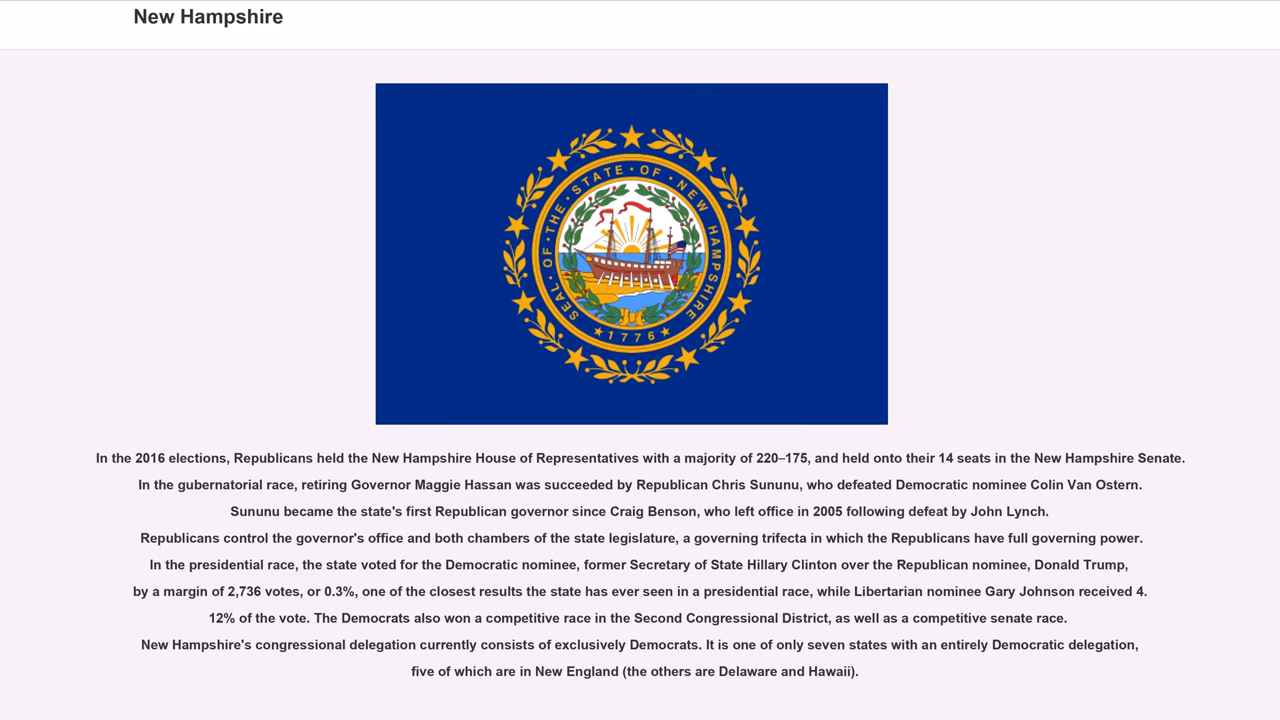 New Hampshire
SEAL · OF · THE · STATE · OF · NEW HAMPSHIRE
1776
In the 2016 elections, Republicans held the New Hampshire House of Representatives with a majority of 220–175, and held onto their 14 seats in the New Hampshire Senate.
In the gubernatorial race, retiring Governor Maggie Hassan was succeeded by Republican Chris Sununu, who defeated Democratic nominee Colin Van Ostern.
Sununu became the state's first Republican governor since Craig Benson, who left office in 2005 following defeat by John Lynch.
Republicans control the governor's office and both chambers of the state legislature, a governing trifecta in which the Republicans have full governing power.
In the presidential race, the state voted for the Democratic nominee, former Secretary of State Hillary Clinton over the Republican nominee, Donald Trump,
by a margin of 2,736 votes, or 0.3%, one of the closest results the state has ever seen in a presidential race, while Libertarian nominee Gary Johnson received 4.
12% of the vote. The Democrats also won a competitive race in the Second Congressional District, as well as a competitive senate race.
New Hampshire's congressional delegation currently consists of exclusively Democrats. It is one of only seven states with an entirely Democratic delegation,
five of which are in New England (the others are Delaware and Hawaii).